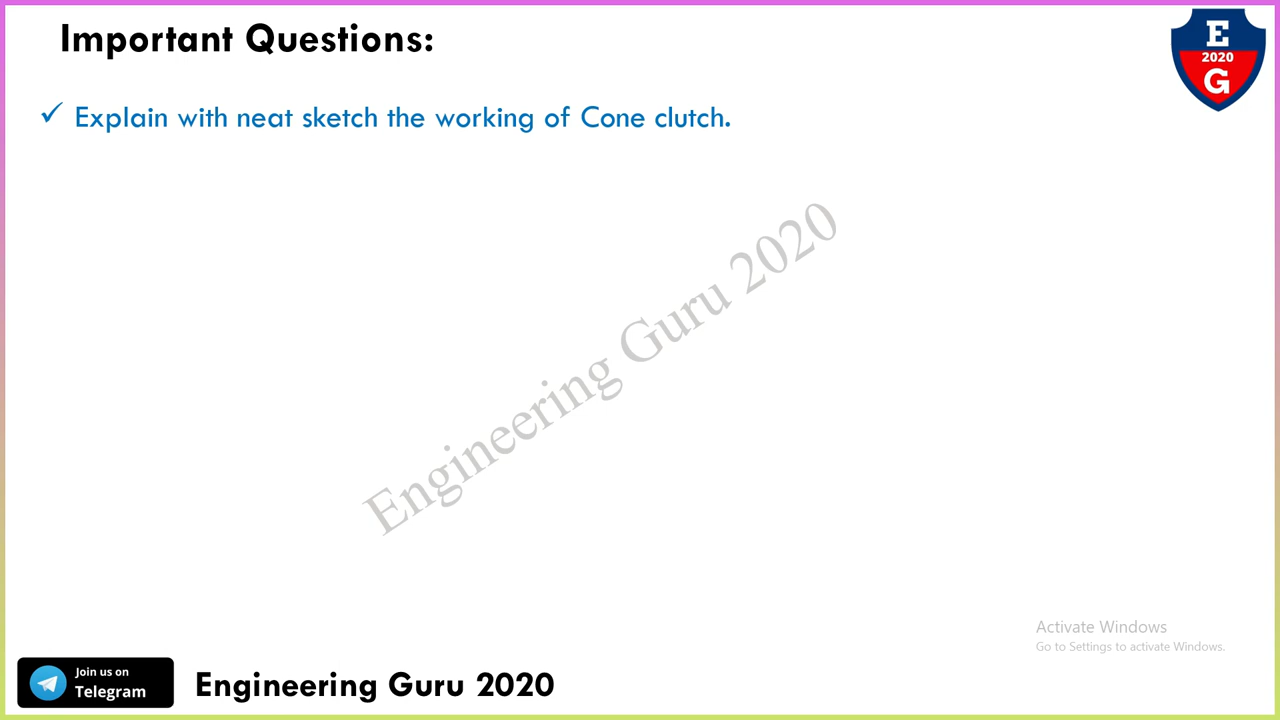 Important Questions:
E
2020
G
✓ Explain with neat sketch the working of Cone clutch.
Engineering Guru 2020
Activate Windows
Go to Settings to activate Windows.
Join us on
Telegram
Engineering Guru 2020